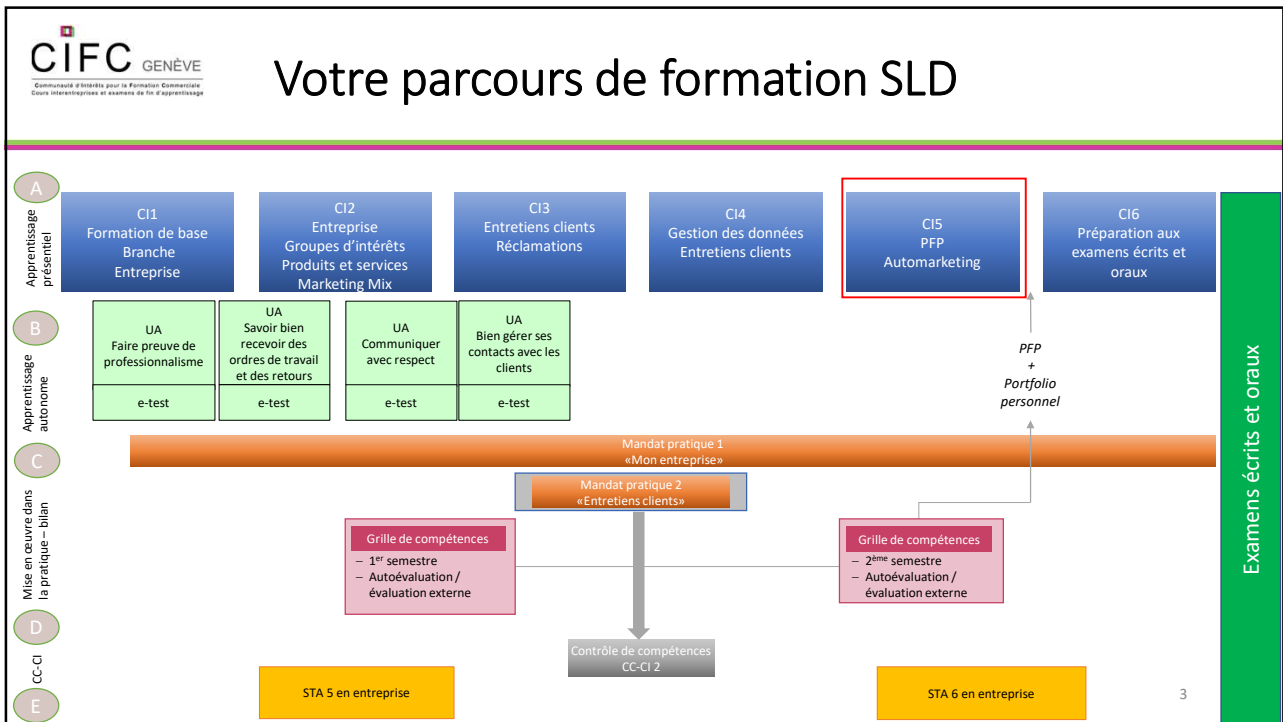 CIFC GENÈVE
Communauté d'Intérêts pour la Formation Commerciale
Cours interentreprises et examens de fin d'apprentissage
Votre parcours de formation SLD
A
Apprentissage
présentiel
CI1
Formation de base
Branche
Entreprise
CI2
Entreprise
Groupes d'intérêts
Produits et services
Marketing Mix
CI3
Entretiens clients
Réclamations
CI4
Gestion des données
Entretiens clients
CI5
PFP
Automarketing
CI6
Préparation aux
examens écrits et
oraux
Examens écrits et oraux
B
Apprentissage
autonome
UA
Faire preuve de
professionnalisme
e-test
UA
Savoir bien
recevoir des
ordres de travail
et des retours
e-test
UA
Communiquer
avec respect
e-test
UA
Bien gérer ses
contacts avec les
clients
e-test
PFP
+
Portfolio
personnel
C
Mise en œuvre dans
la pratique – bilan
Mandat pratique 1
«Mon entreprise»
Mandat pratique 2
«Entretiens clients»
Grille de compétences
– 1er semestre
– Autoévaluation /
évaluation externe
Grille de compétences
– 2ème semestre
– Autoévaluation /
évaluation externe
D
CC-CI
Contrôle de compétences
CC-CI 2
E
STA 5 en entreprise
STA 6 en entreprise
3